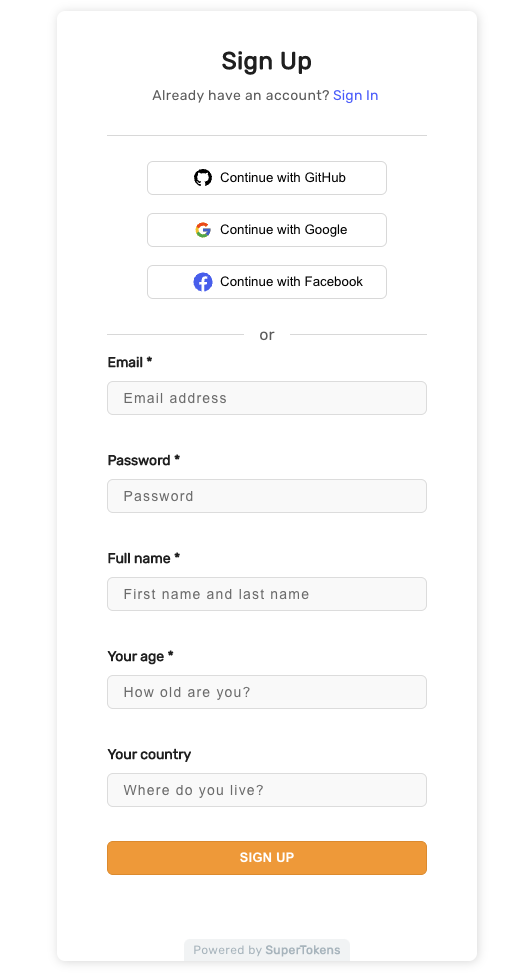 Sign Up
Already have an account? Sign In
Continue with GitHub
Continue with Google
Continue with Facebook
or
Email *
Email address
Password *
Password
Full name *
First name and last name
Your age *
How old are you?
Your country
Where do you live?
SIGN UP
Powered by SuperTokens